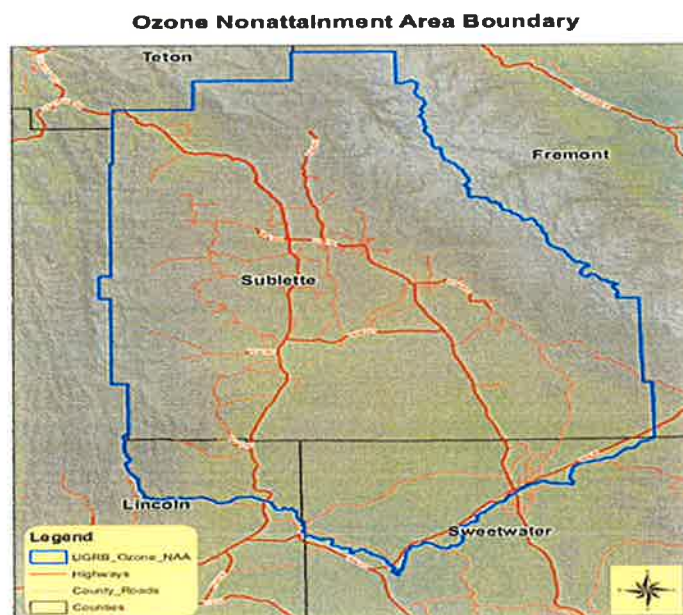 Ozone Nonattainment Area Boundary
Teton
Fremont
Sublette
Lincoln
Sweetwater
Legend
UGRB_Ozone_NAA
Highways
County_Roads
Counties